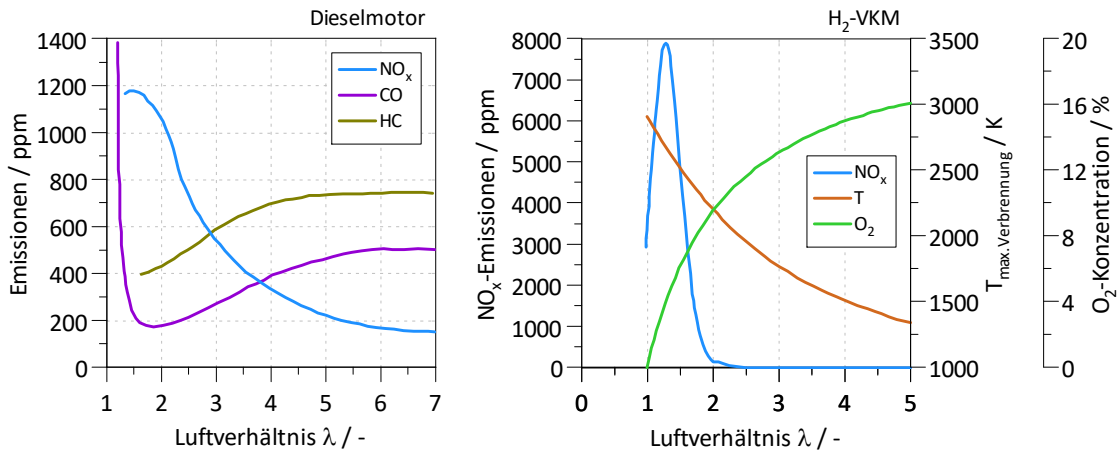 Dieselmotor
Emissionen / ppm
1400
1200
1000
800
600
400
200
0
NOx
CO
HC
1 2 3 4 5 6 7
Luftverhältnis λ / -
H2-VKM
NOx-Emissionen / ppm
8000
7000
6000
5000
4000
3000
2000
1000
0
NOx
T
O2
0 1 2 3 4 5
Luftverhältnis λ / -
3500
3000
2500
2000
1500
1000
Tmax.Verbrennung / K
20
16
12
8
4
0
O2-Konzentration / %